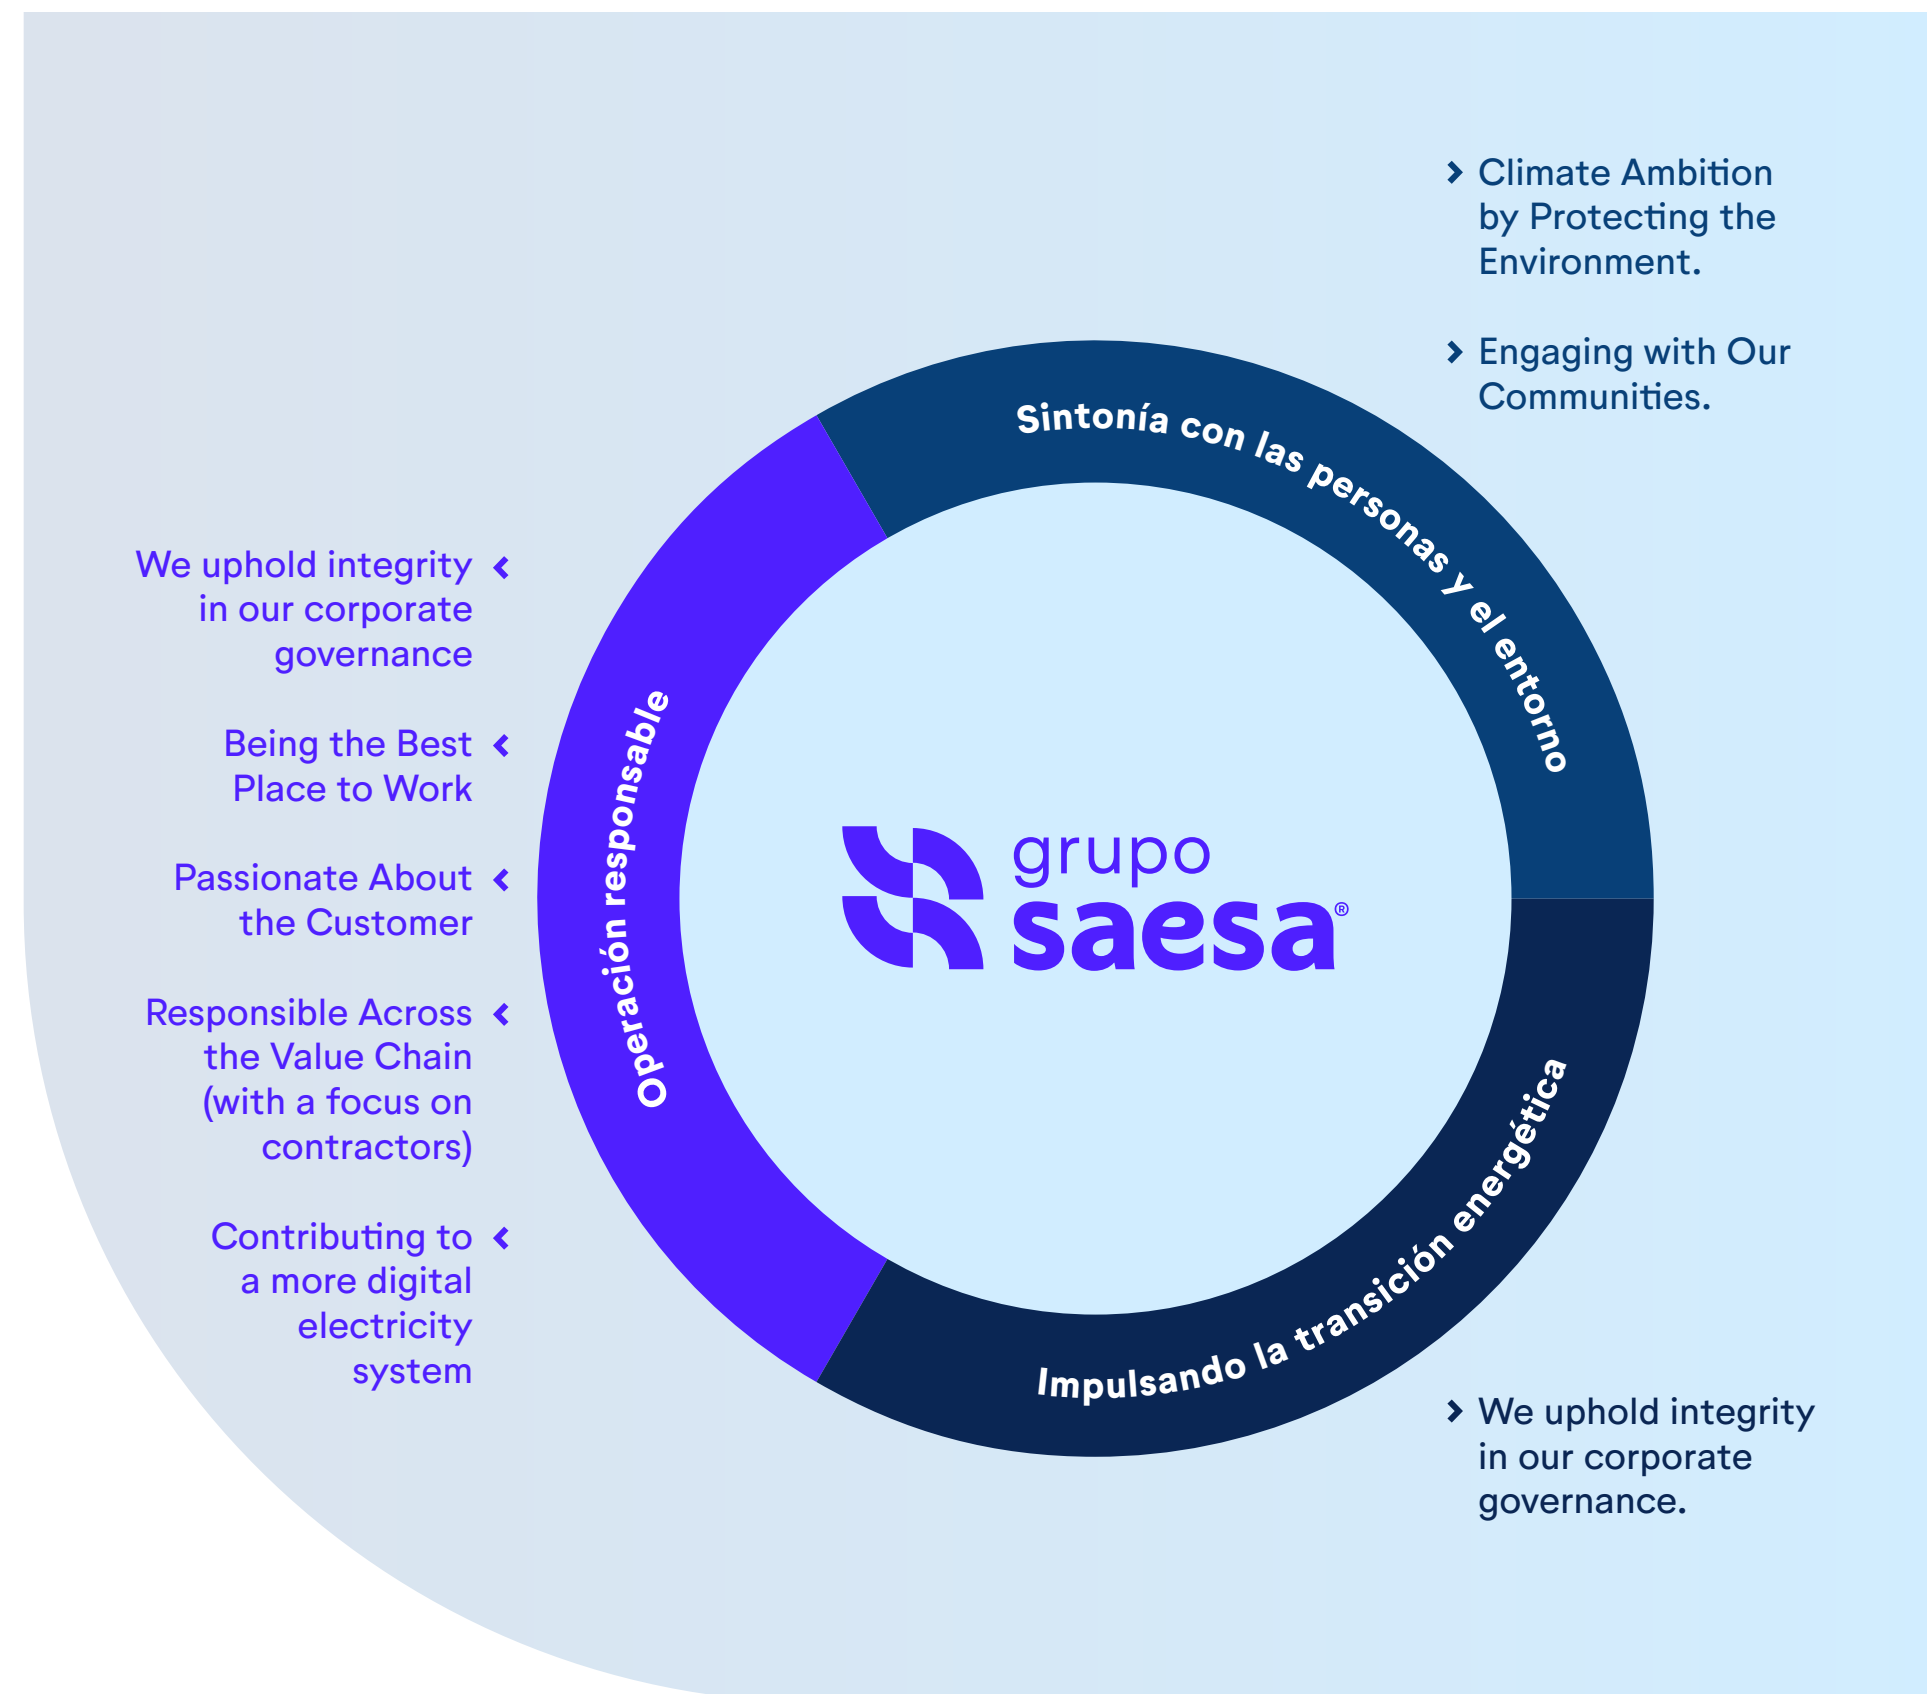 Climate Ambition
by Protecting the
Environment.
Engaging with Our
Communities.
Sintonía con las personas y el entorno
We uphold integrity
in our corporate
governance
Being the Best
Place to Work
Passionate About
the Customer
Responsible Across
the Value Chain
(with a focus on
contractors)
Contributing to
a more digital
electricity
system
Operación responsable
grupo
saesa®
Impulsando la transición energética
We uphold integrity
in our corporate
governance.